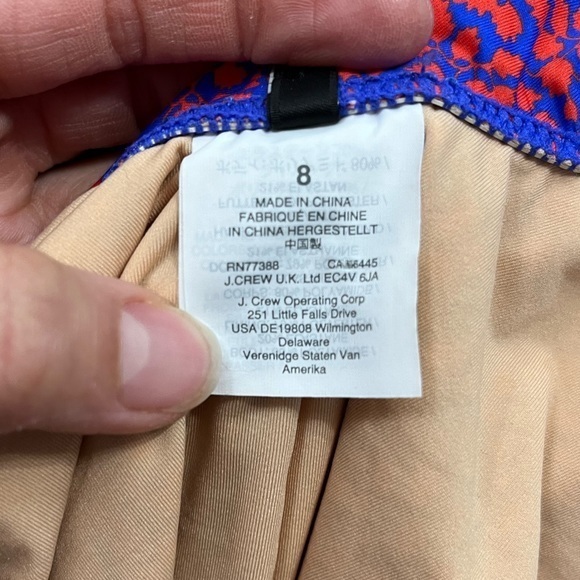 8
MADE IN CHINA
FABRIQUÉ EN CHINE
IN CHINA HERGESTELLT
中国製
RN77388
J.CREW U.K. Ltd EC4V 6JA
J. Crew Operating Corp
251 Little Falls Drive
USA DE19808 Wilmington
Delaware
Verenidge Staten Van
Amerika